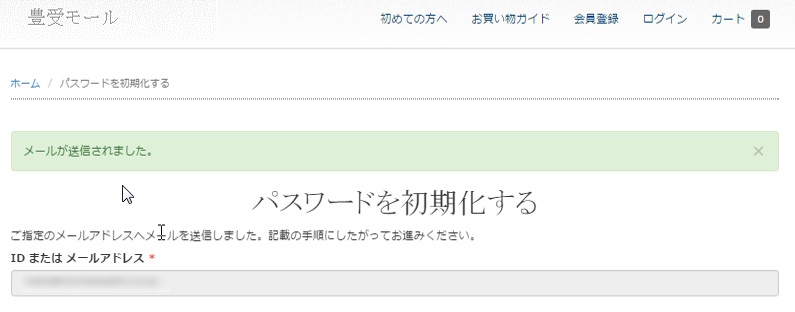 豊受モール
初めての方へ お買い物ガイド 会員登録 ログイン カート 0
ホーム / パスワードを初期化する
メールが送信されました。 ×
パスワードを初期化する
ご指定のメールアドレスへメールを送信しました。記載の手順にしたがってお進みください。
ID または メールアドレス *